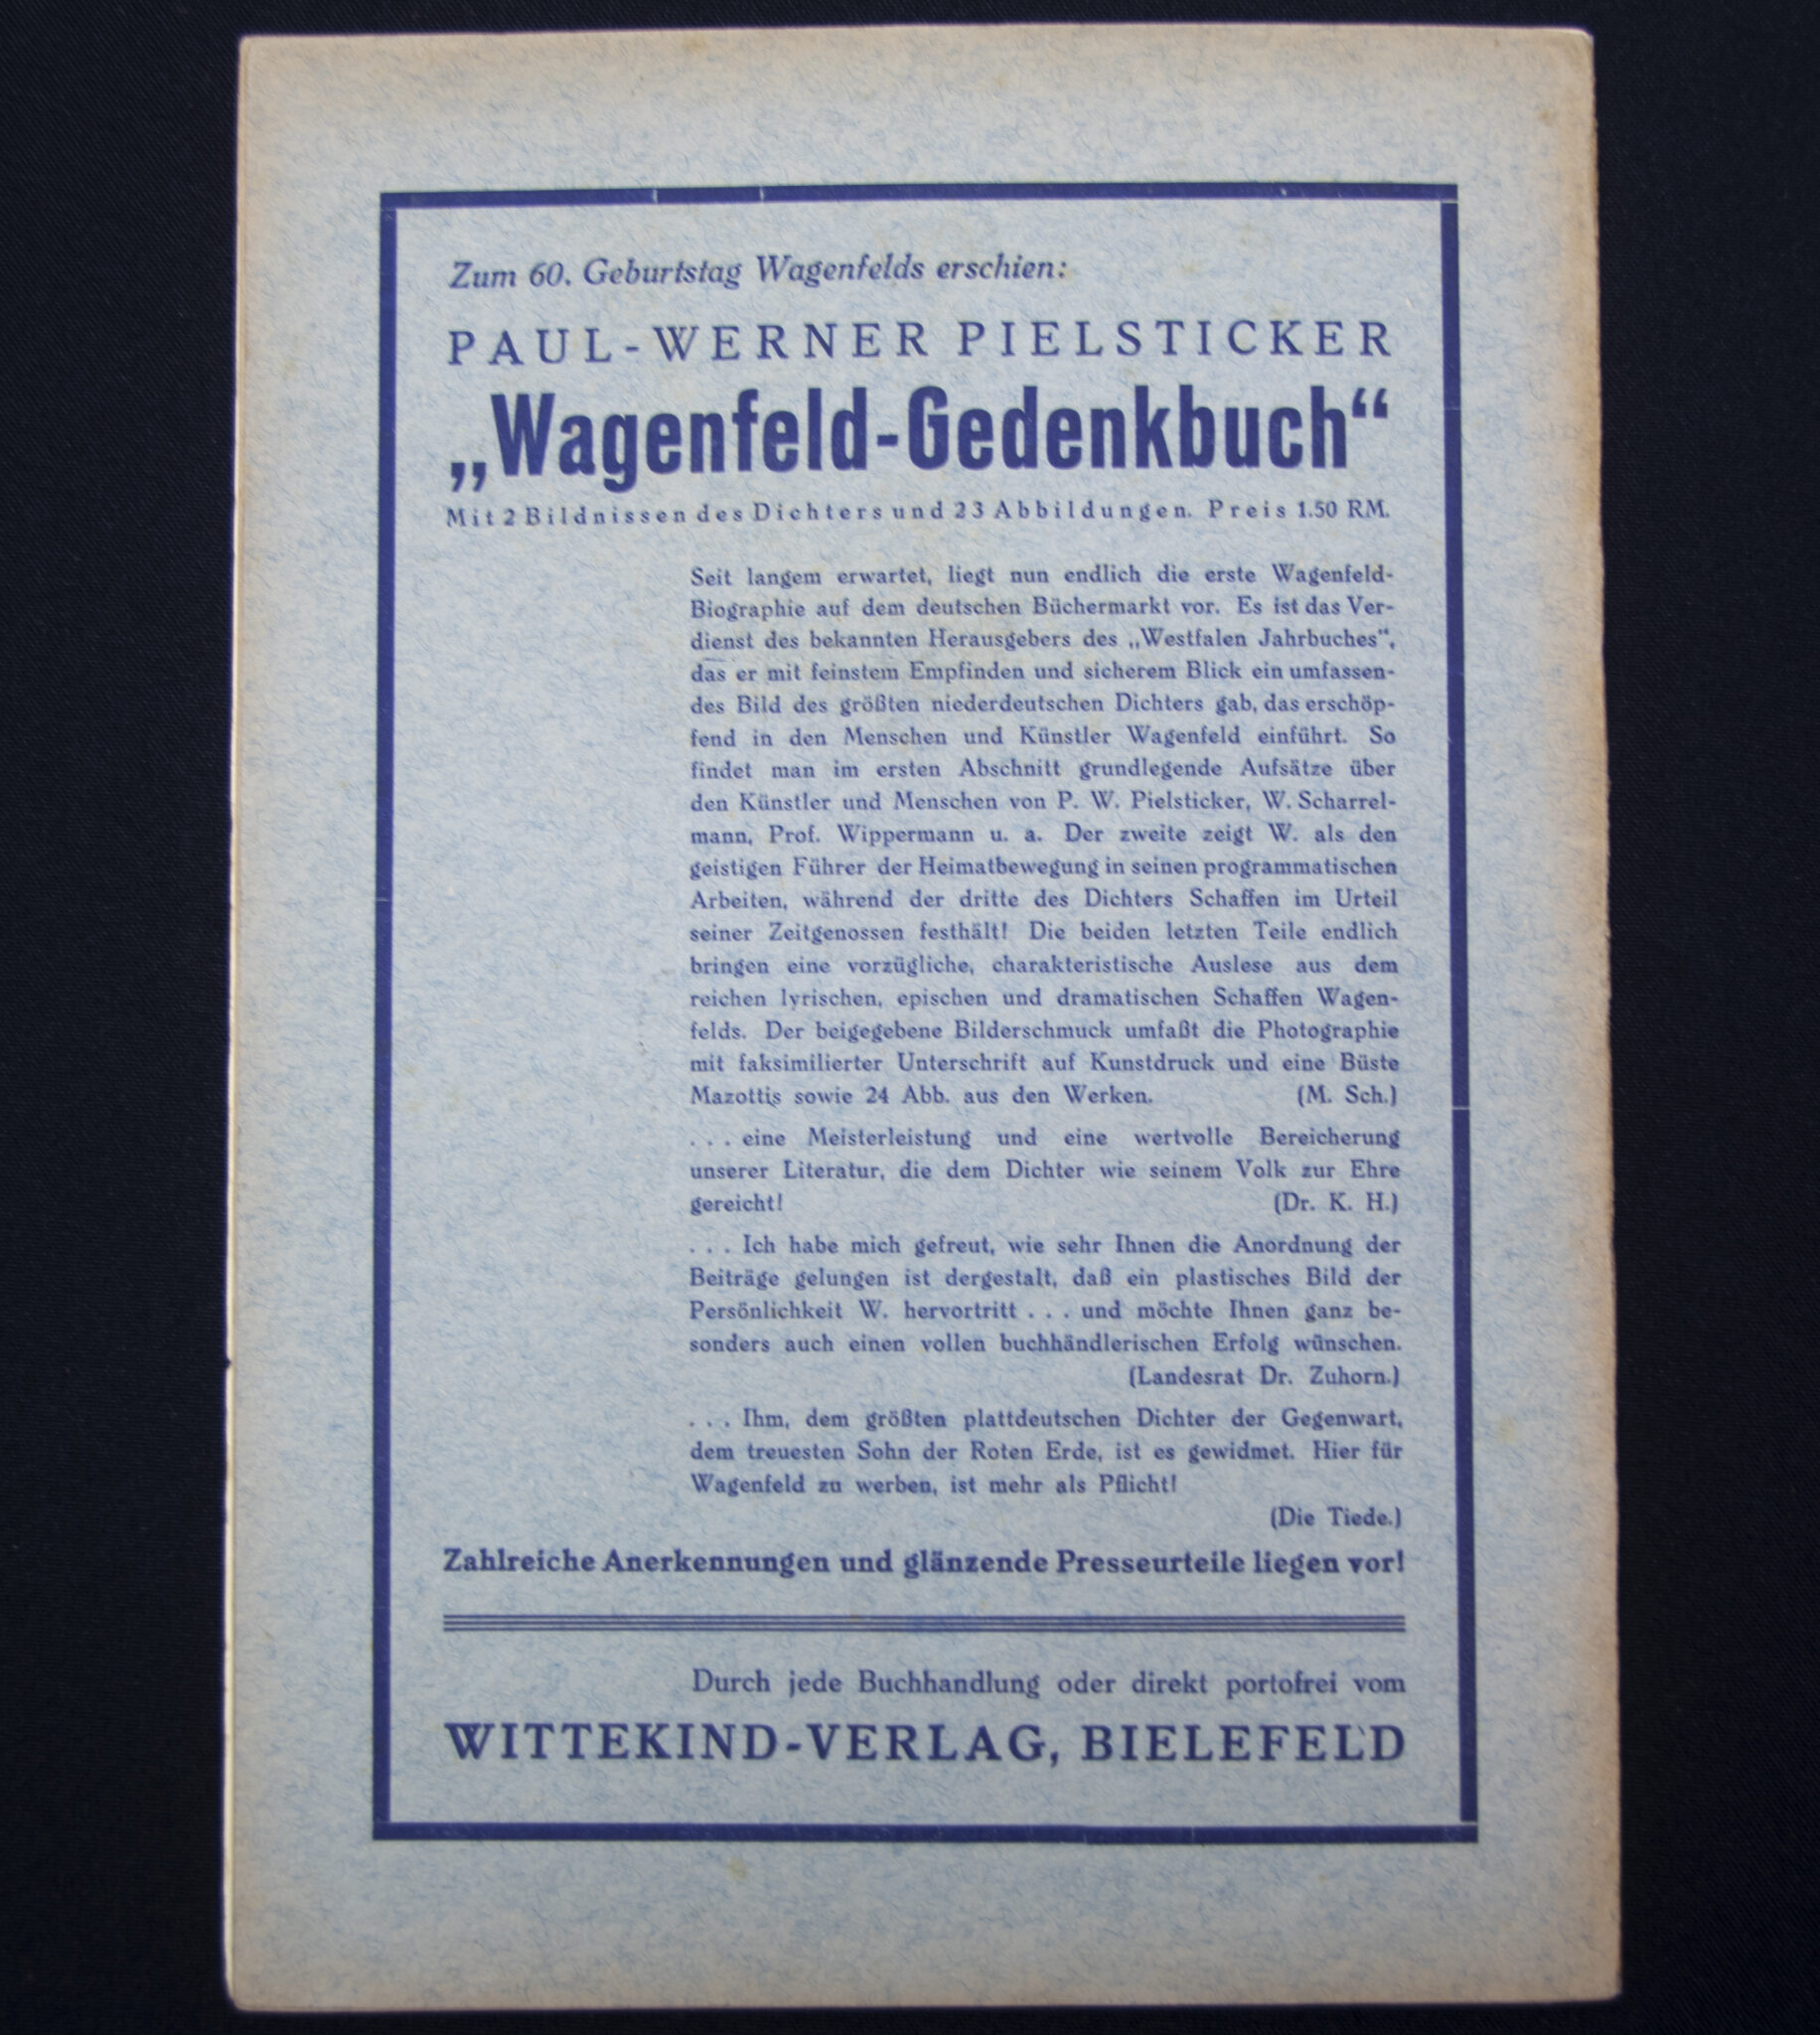 Zum 60. Geburtstag Wagenfelds erschien:
PAUL-WERNER PIELSTICKER
„Wagenfeld-Gedenkbuch“
Mit 2 Bildnissen des Dichters und 23 Abbildungen. Preis 1.50 RM.
Seit langem erwartet, liegt nun endlich die erste Wagenfeld-
Biographie auf dem deutschen Büchermarkt vor. Es ist das Ver-
dienst des bekannten Herausgebers des „Westfalen Jahrbuches“,
das er mit feinstem Empfinden und sicherem Blick ein umfassen-
des Bild des größten niederdeutschen Dichters gab, das erschöp-
fend in den Menschen und Künstler Wagenfeld einführt. So
findet man im ersten Abschnitt grundlegende Aufsätze über
den Künstler und Menschen von P. W. Pielsticker, W. Scharrel-
mann, Prof. Wippermann u. a. Der zweite zeigt W. als den
geistigen Führer der Heimatbewegung in seinen programmatischen
Arbeiten, während der dritte des Dichters Schaffen im Urteil
seiner Zeitgenossen festhält! Die beiden letzten Teile endlich
bringen eine vorzügliche, charakteristische Auslese aus dem
reichen lyrischen, epischen und dramatischen Schaffen Wagen-
felds. Der beigegebene Bilderschmuck umfaßt die Photographie
mit faksimilierter Unterschrift auf Kunstdruck und eine Büste
Mazottis sowie 24 Abb. aus den Werken. (M. Sch.)
. . . eine Meisterleistung und eine wertvolle Bereicherung
unserer Literatur, die dem Dichter wie seinem Volk zur Ehre
gereicht! (Dr. K. H.)
. . . Ich habe mich gefreut, wie sehr Ihnen die Anordnung der
Beiträge gelungen ist dergestalt, daß ein plastisches Bild der
Persönlichkeit W. hervortritt . . . und möchte Ihnen ganz be-
sonders auch einen vollen buchhändlerischen Erfolg wünschen.
(Landesrat Dr. Zuhorn.)
. . . Ihm, dem größten plattdeutschen Dichter der Gegenwart,
dem treuesten Sohn der Roten Erde, ist es gewidmet. Hier für
Wagenfeld zu werben, ist mehr als Pflicht!
(Die Tiede.)
Zahlreiche Anerkennungen und glänzende Presseurteile liegen vor!
Durch jede Buchhandlung oder direkt portofrei vom
WITTEKIND-VERLAG, BIELEFELD